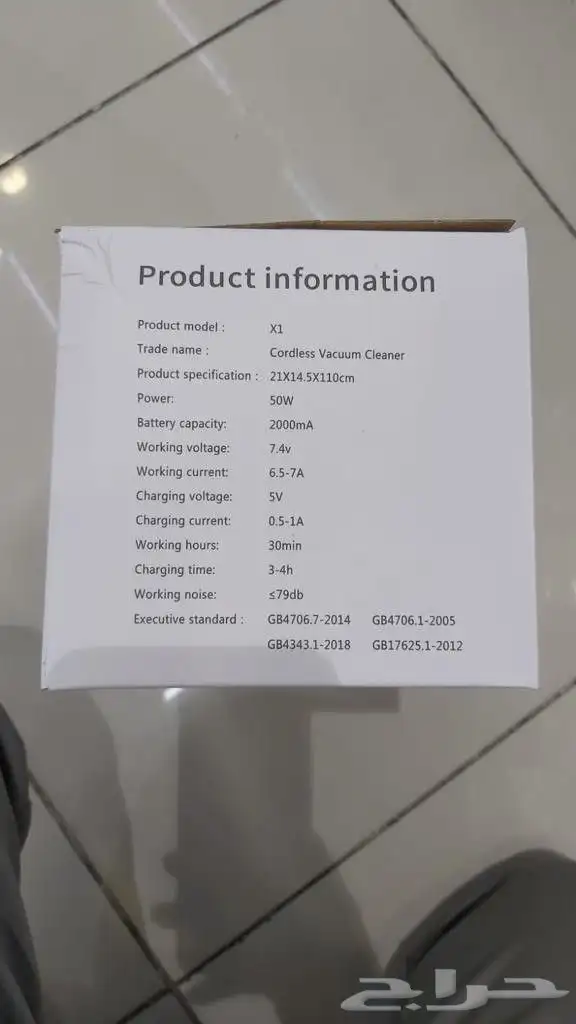 Product information
Product model : X1
Trade name : Cordless Vacuum Cleaner
Product specification : 21X14.5X110cm
Power: 50W
Battery capacity: 2000mA
Working voltage: 7.4v
Working current: 6.5-7A
Charging voltage: 5V
Charging current: 0.5-1A
Working hours: 30min
Charging time: 3-4h
Working noise: ≤79db
Executive standard : GB4706.7-2014 GB4706.1-2005
GB4343.1-2018 GB17625.1-2012
حراج